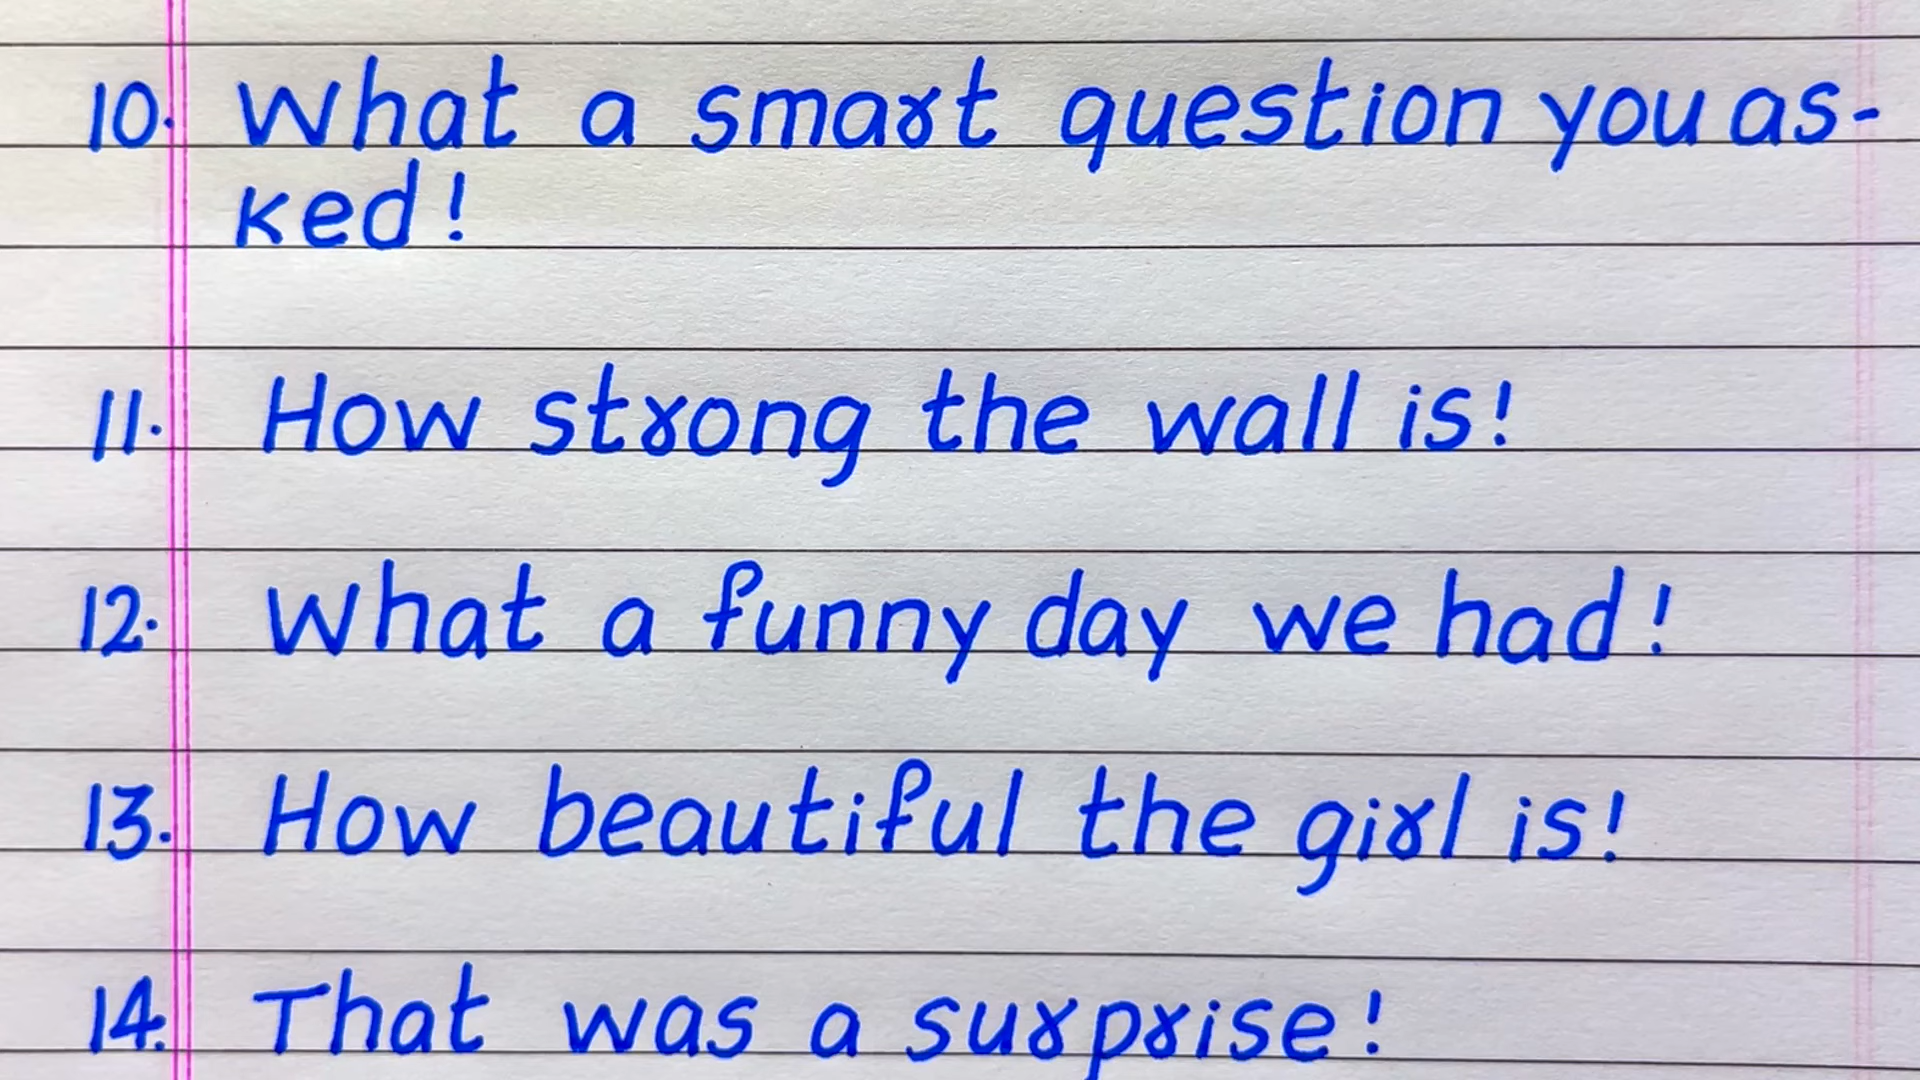 10. What a smart question you as-
ked!
11. How strong the wall is!
12. What a funny day we had!
13. How beautiful the girl is!
14. That was a surprise!